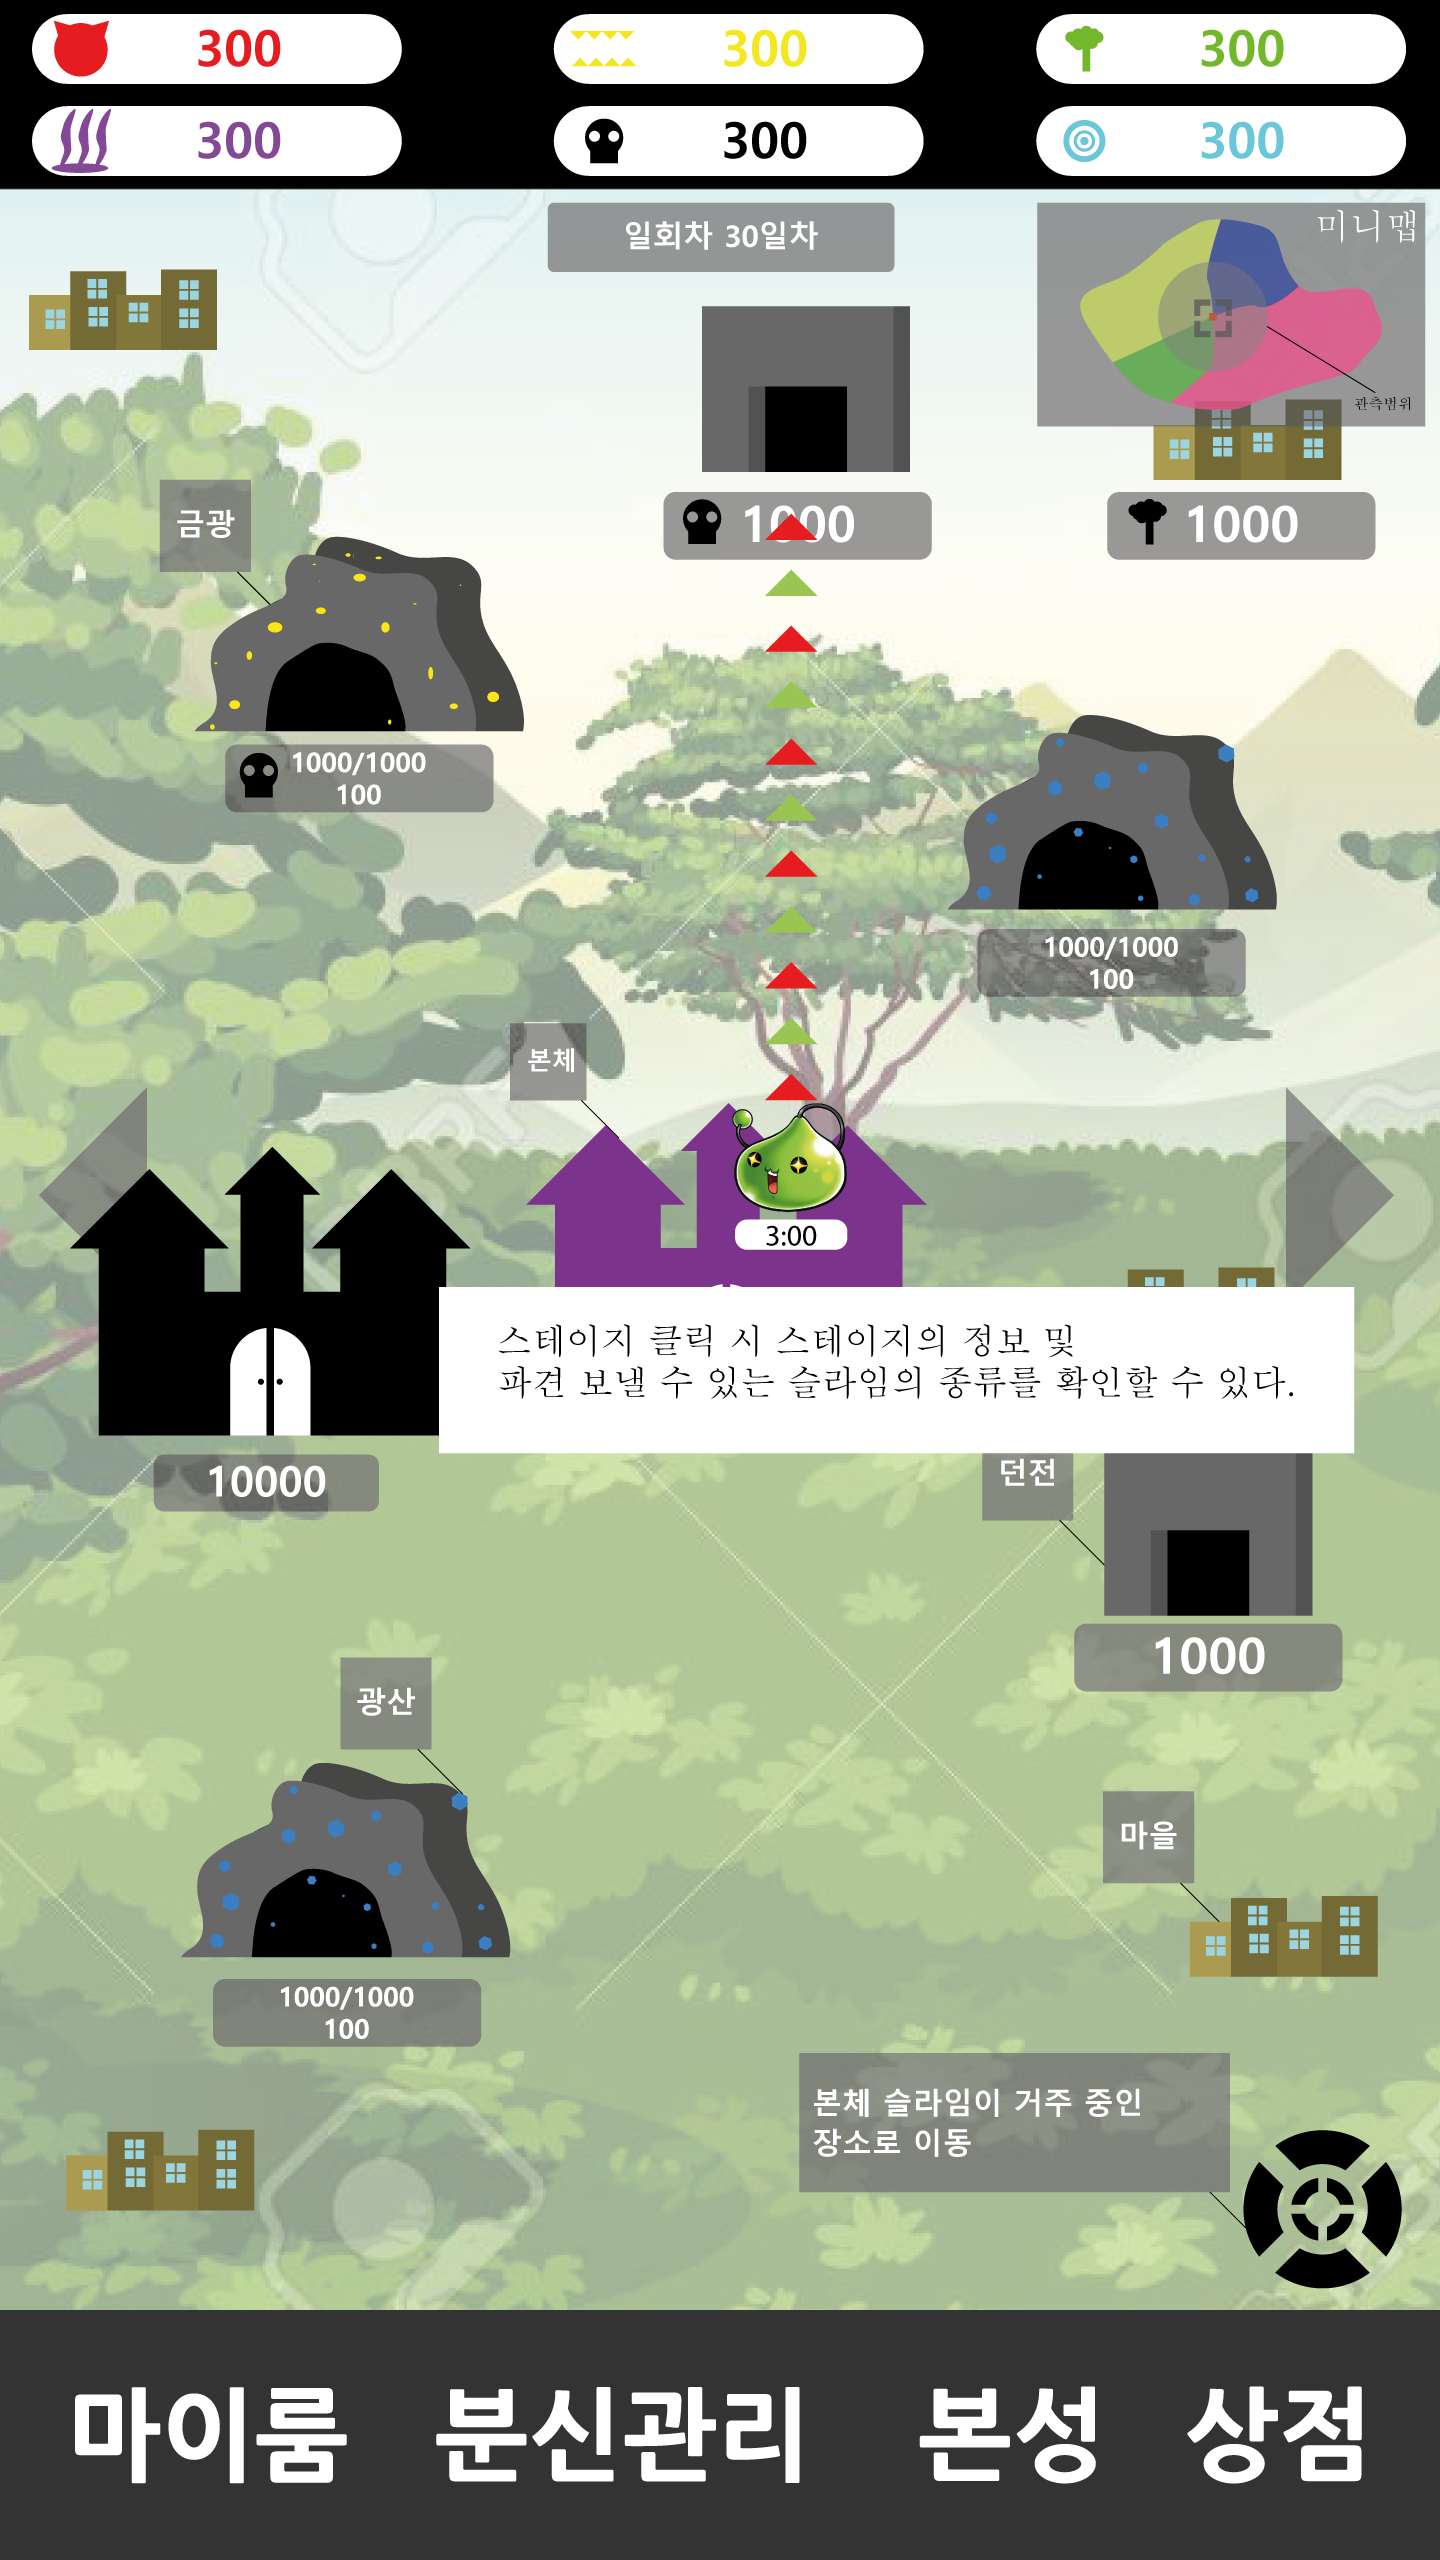 300
300
300
300
300
300
일회차 30일차
미니맵
관측범위
금광
1000
1000
1000/1000
100
1000/1000
100
본체
3:00
스테이지 클릭 시 스테이지의 정보 및
파견 보낼 수 있는 슬라임의 종류를 확인할 수 있다.
10000
던전
1000
광산
마을
1000/1000
100
본체 슬라임이 거주 중인
장소로 이동
마이룸 분신관리 본성 상점